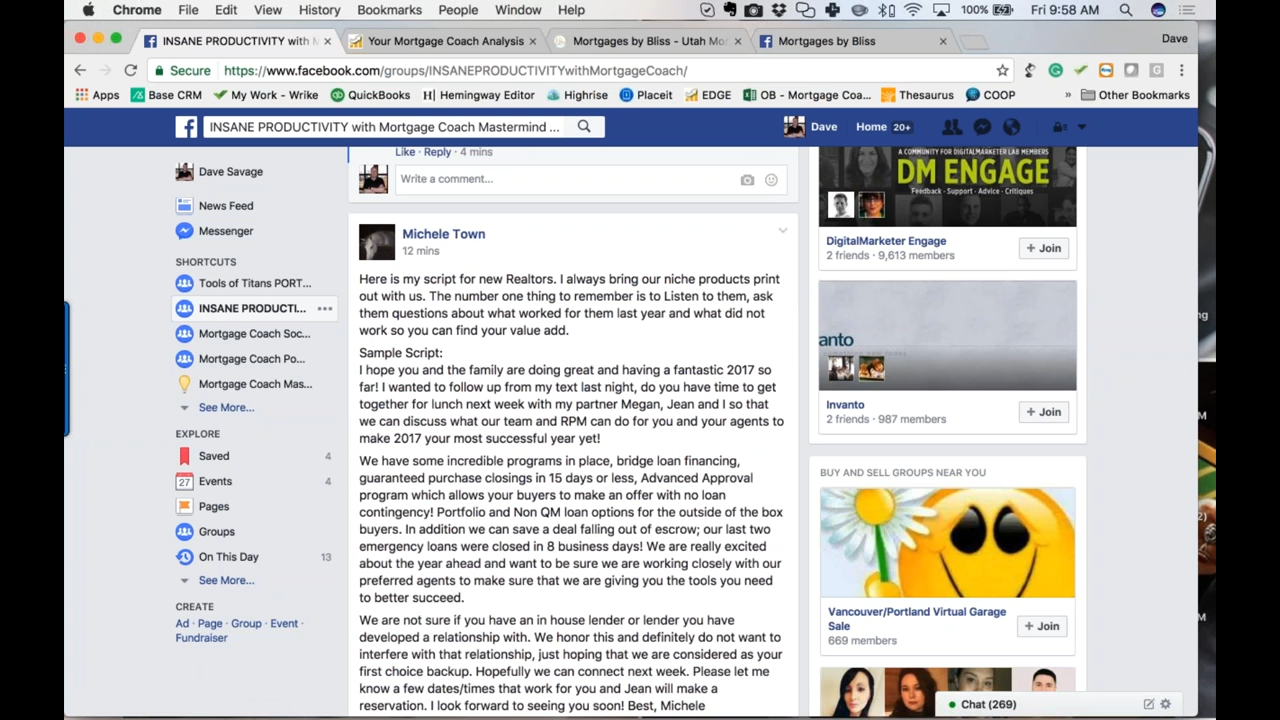 Chrome File Edit View History Bookmarks People Window Help 100% Fri 9:58 AM
INSANE PRODUCTIVITY with M
Your Mortgage Coach Analysis
Mortgages by Bliss - Utah Mor
Mortgages by Bliss
Dave
Secure https://www.facebook.com/groups/INSANEPRODUCTIVITYwithMortgageCoach/
Apps Base CRM My Work - Wrike QuickBooks Hemingway Editor Highrise Placeit EDGE OB - Mortgage Coa... Thesaurus COOP » Other Bookmarks
INSANE PRODUCTIVITY with Mortgage Coach Mastermind ...
Dave Home 20+
Dave Savage
News Feed
Messenger
SHORTCUTS
Tools of Titans PORT...
INSANE PRODUCTI...
Mortgage Coach Soc...
Mortgage Coach Po...
Mortgage Coach Mas...
See More...
EXPLORE
Saved 4
27 Events 4
Pages
Groups
On This Day 13
See More...
CREATE
Ad · Page · Group · Event ·
Fundraiser
Like · Reply · 4 mins
Write a comment...
Michele Town
12 mins
Here is my script for new Realtors. I always bring our niche products print
out with us. The number one thing to remember is to Listen to them, ask
them questions about what worked for them last year and what did not
work so you can find your value add.
Sample Script:
I hope you and the family are doing great and having a fantastic 2017 so
far! I wanted to follow up from my text last night, do you have time to get
together for lunch next week with my partner Megan, Jean and I so that
we can discuss what our team and RPM can do for you and your agents to
make 2017 your most successful year yet!
We have some incredible programs in place, bridge loan financing,
guaranteed purchase closings in 15 days or less, Advanced Approval
program which allows your buyers to make an offer with no loan
contingency! Portfolio and Non QM loan options for the outside of the box
buyers. In addition we can save a deal falling out of escrow; our last two
emergency loans were closed in 8 business days! We are really excited
about the year ahead and want to be sure we are working closely with our
preferred agents to make sure that we are giving you the tools you need
to better succeed.
We are not sure if you have an in house lender or lender you have
developed a relationship with. We honor this and definitely do not want to
interfere with that relationship, just hoping that we are considered as your
first choice backup. Hopefully we can connect next week. Please let me
know a few dates/times that work for you and Jean will make a
reservation. I look forward to seeing you soon! Best, Michele
A COMMUNITY FOR DIGITALMARKETER LAB MEMBERS
DM ENGAGE
Feedback · Support · Advice · Critiques
DigitalMarketer Engage
2 friends · 9,613 members
+ Join
anto
Invanto
2 friends · 987 members
+ Join
BUY AND SELL GROUPS NEAR YOU
Vancouver/Portland Virtual Garage
Sale
669 members
+ Join
Chat (269)